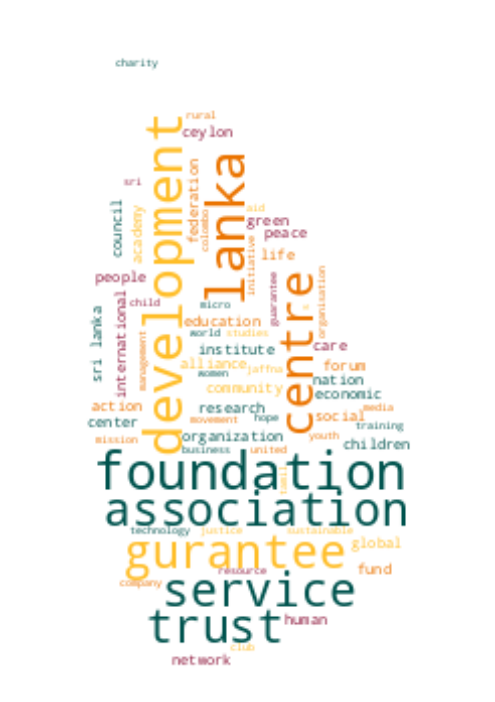 charity
rural
ceylon
development
lanka
sri
federation
colombo
council
academy
aid
green
peace
initiative
life
people
international
child
guarantee
organisation
centre
micro
sri lanka
education
world studies
management
institute
care
alliance
jaffna
forum
women
nation
community
economic
action
research
media
center
movement
hope
social
training
mission
organization
youth
children
business
united
foundation
tamil
association
technology
justice
sustainable
gurantee
global
resource
fund
company
service
trust
human
club
network